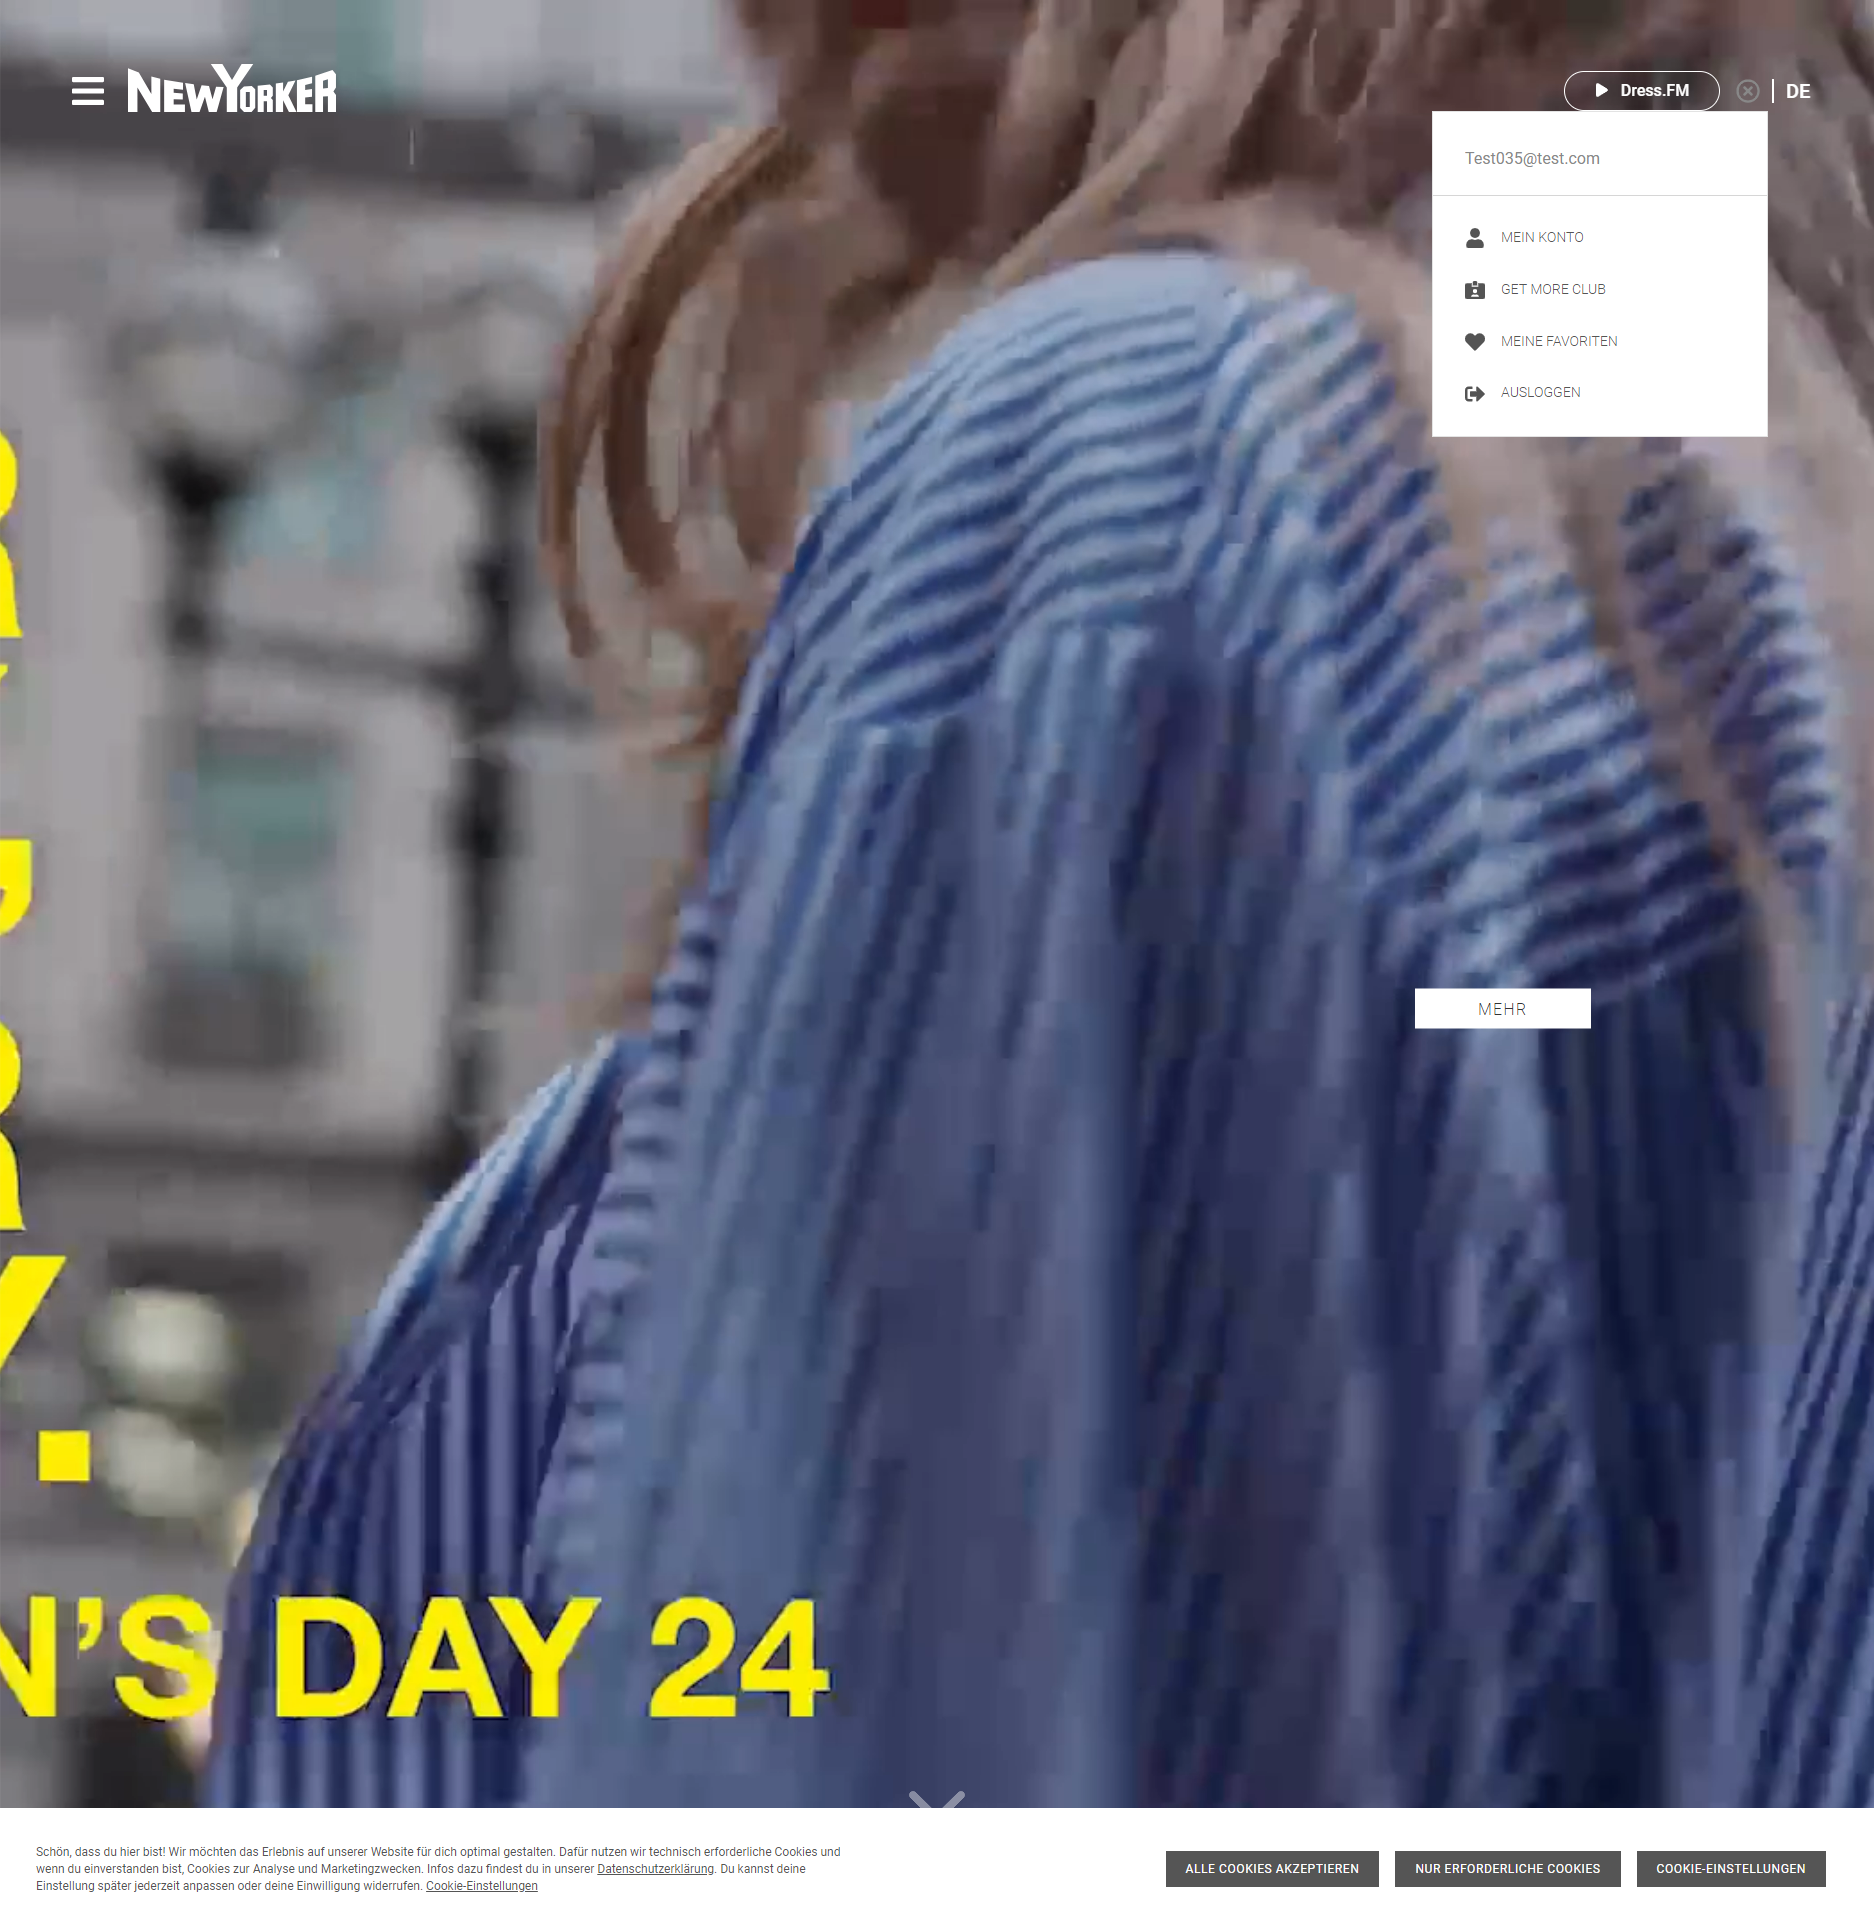 NEWYORKER
Dress.FM
DE
Test035@test.com
MEIN KONTO
GET MORE CLUB
MEINE FAVORITEN
AUSLOGGEN
MEHR
N'S DAY 24
Schön, dass du hier bist! Wir möchten das Erlebnis auf unserer Website für dich optimal gestalten. Dafür nutzen wir technisch erforderliche Cookies und
wenn du einverstanden bist, Cookies zur Analyse und Marketingzwecken. Infos dazu findest du in unserer Datenschutzerklärung. Du kannst deine
Einstellung später jederzeit anpassen oder deine Einwilligung widerrufen. Cookie-Einstellungen
ALLE COOKIES AKZEPTIEREN
NUR ERFORDERLICHE COOKIES
COOKIE-EINSTELLUNGEN